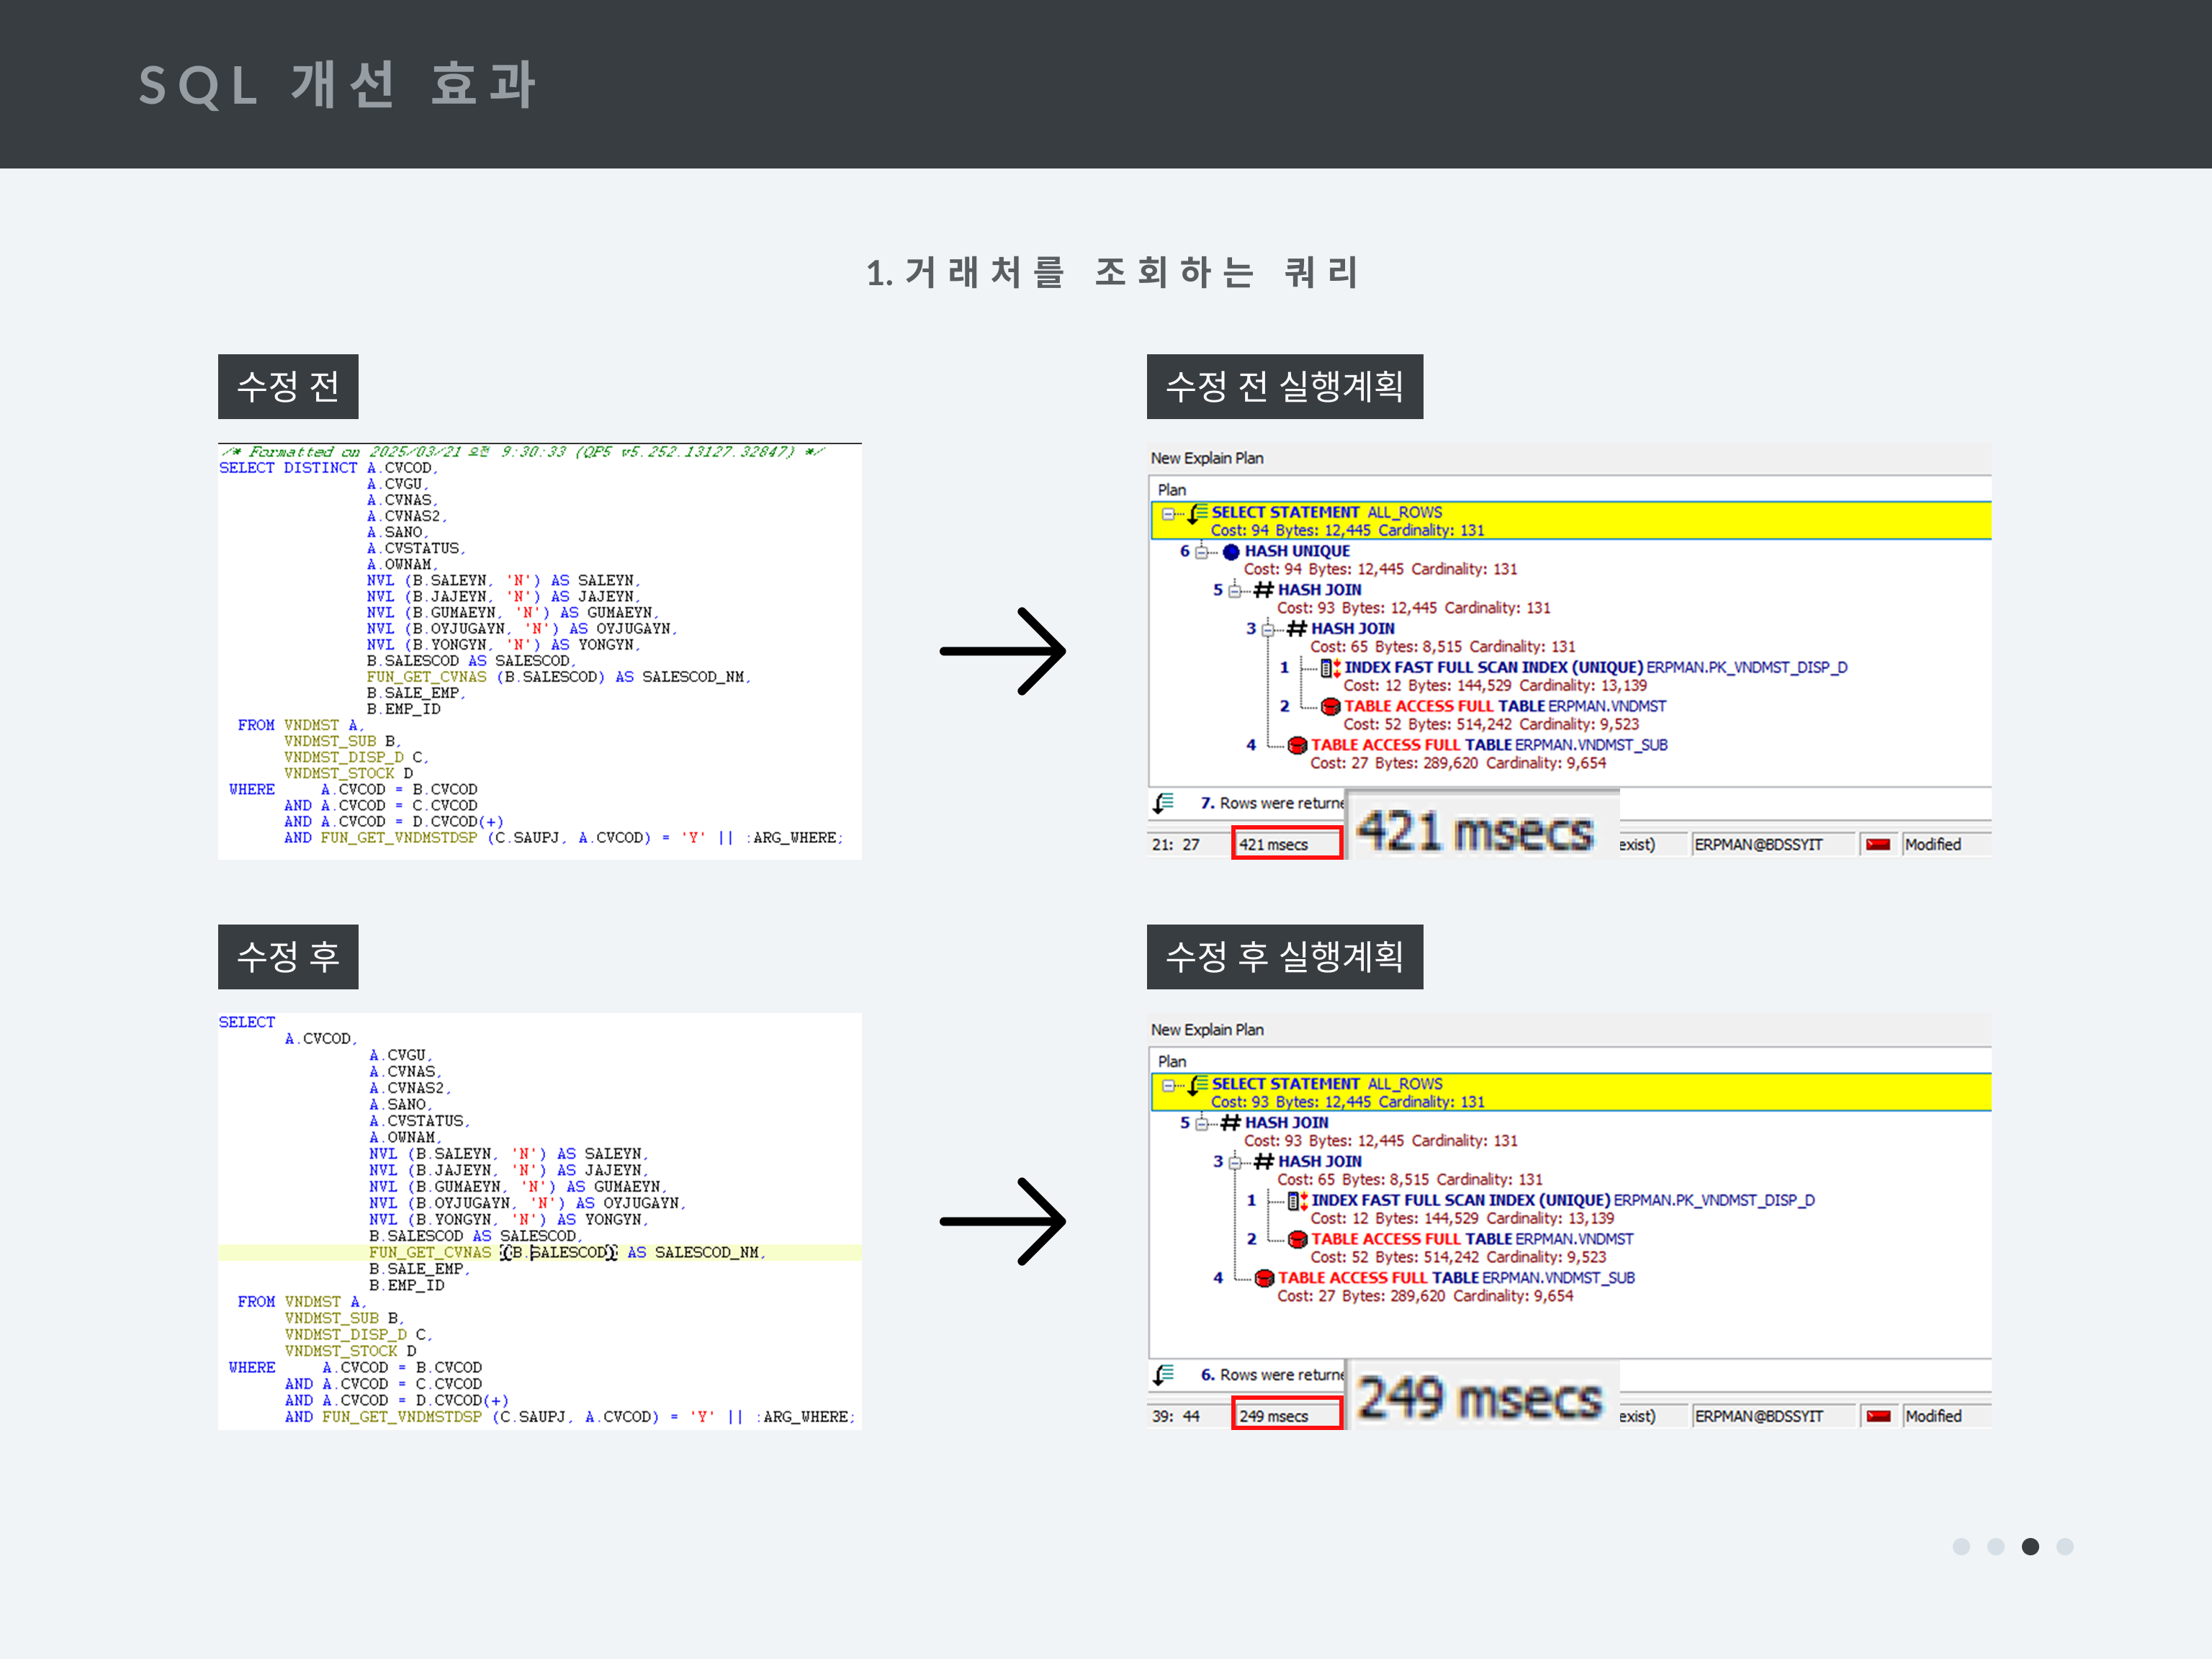 SQL 개선 효과
1. 거래처를 조회하는 쿼리
수정 전
/* Formatted on 2025/03/21 오전 9:30:33 (QP5 v5.252.13127.32847) */
SELECT DISTINCT A.CVCOD,
A.CVGU,
A.CVNAS,
A.CVNAS2,
A.SANO,
A.CVSTATUS,
A.OWNAM,
NVL (B.SALEYN, 'N') AS SALEYN,
NVL (B.JAJEYN, 'N') AS JAJEYN,
NVL (B.GUMAEYN, 'N') AS GUMAEYN,
NVL (B.OYJUGAYN, 'N') AS OYJUGAYN,
NVL (B.YONGYN, 'N') AS YONGYN,
B.SALESCOD AS SALESCOD,
FUN_GET_CVNAS (B.SALESCOD) AS SALESCOD_NM,
B.SALE_EMP,
B.EMP_ID
FROM VNDMST A,
VNDMST_SUB B,
VNDMST_DISP_D C,
VNDMST_STOCK D
WHERE A.CVCOD = B.CVCOD
AND A.CVCOD = C.CVCOD
AND A.CVCOD = D.CVCOD(+)
AND FUN_GET_VNDMSTDSP (C.SAUPJ, A.CVCOD) = 'Y' || :ARG_WHERE;
수정 전 실행계획
New Explain Plan
Plan
SELECT STATEMENT ALL_ROWS
Cost: 94 Bytes: 12,445 Cardinality: 131
6 HASH UNIQUE
Cost: 94 Bytes: 12,445 Cardinality: 131
5 HASH JOIN
Cost: 93 Bytes: 12,445 Cardinality: 131
3 HASH JOIN
Cost: 65 Bytes: 8,515 Cardinality: 131
1 INDEX FAST FULL SCAN INDEX (UNIQUE) ERPMAN.PK_VNDMST_DISP_D
Cost: 12 Bytes: 144,529 Cardinality: 13,139
2 TABLE ACCESS FULL TABLE ERPMAN.VNDMST
Cost: 52 Bytes: 514,242 Cardinality: 9,523
4 TABLE ACCESS FULL TABLE ERPMAN.VNDMST_SUB
Cost: 27 Bytes: 289,620 Cardinality: 9,654
7. Rows were returne
421 msecs
21: 27 421 msecs exist) ERPMAN@BDSSYIT Modified
수정 후
SELECT
A.CVCOD,
A.CVGU,
A.CVNAS,
A.CVNAS2,
A.SANO,
A.CVSTATUS,
A.OWNAM,
NVL (B.SALEYN, 'N') AS SALEYN,
NVL (B.JAJEYN, 'N') AS JAJEYN,
NVL (B.GUMAEYN, 'N') AS GUMAEYN,
NVL (B.OYJUGAYN, 'N') AS OYJUGAYN,
NVL (B.YONGYN, 'N') AS YONGYN,
B.SALESCOD AS SALESCOD,
FUN_GET_CVNAS (B.SALESCOD) AS SALESCOD_NM,
B.SALE_EMP,
B.EMP_ID
FROM VNDMST A,
VNDMST_SUB B,
VNDMST_DISP_D C,
VNDMST_STOCK D
WHERE A.CVCOD = B.CVCOD
AND A.CVCOD = C.CVCOD
AND A.CVCOD = D.CVCOD(+)
AND FUN_GET_VNDMSTDSP (C.SAUPJ, A.CVCOD) = 'Y' || :ARG_WHERE;
수정 후 실행계획
New Explain Plan
Plan
SELECT STATEMENT ALL_ROWS
Cost: 93 Bytes: 12,445 Cardinality: 131
5 HASH JOIN
Cost: 93 Bytes: 12,445 Cardinality: 131
3 HASH JOIN
Cost: 65 Bytes: 8,515 Cardinality: 131
1 INDEX FAST FULL SCAN INDEX (UNIQUE) ERPMAN.PK_VNDMST_DISP_D
Cost: 12 Bytes: 144,529 Cardinality: 13,139
2 TABLE ACCESS FULL TABLE ERPMAN.VNDMST
Cost: 52 Bytes: 514,242 Cardinality: 9,523
4 TABLE ACCESS FULL TABLE ERPMAN.VNDMST_SUB
Cost: 27 Bytes: 289,620 Cardinality: 9,654
6. Rows were returne
249 msecs
39: 44 249 msecs exist) ERPMAN@BDSSYIT Modified